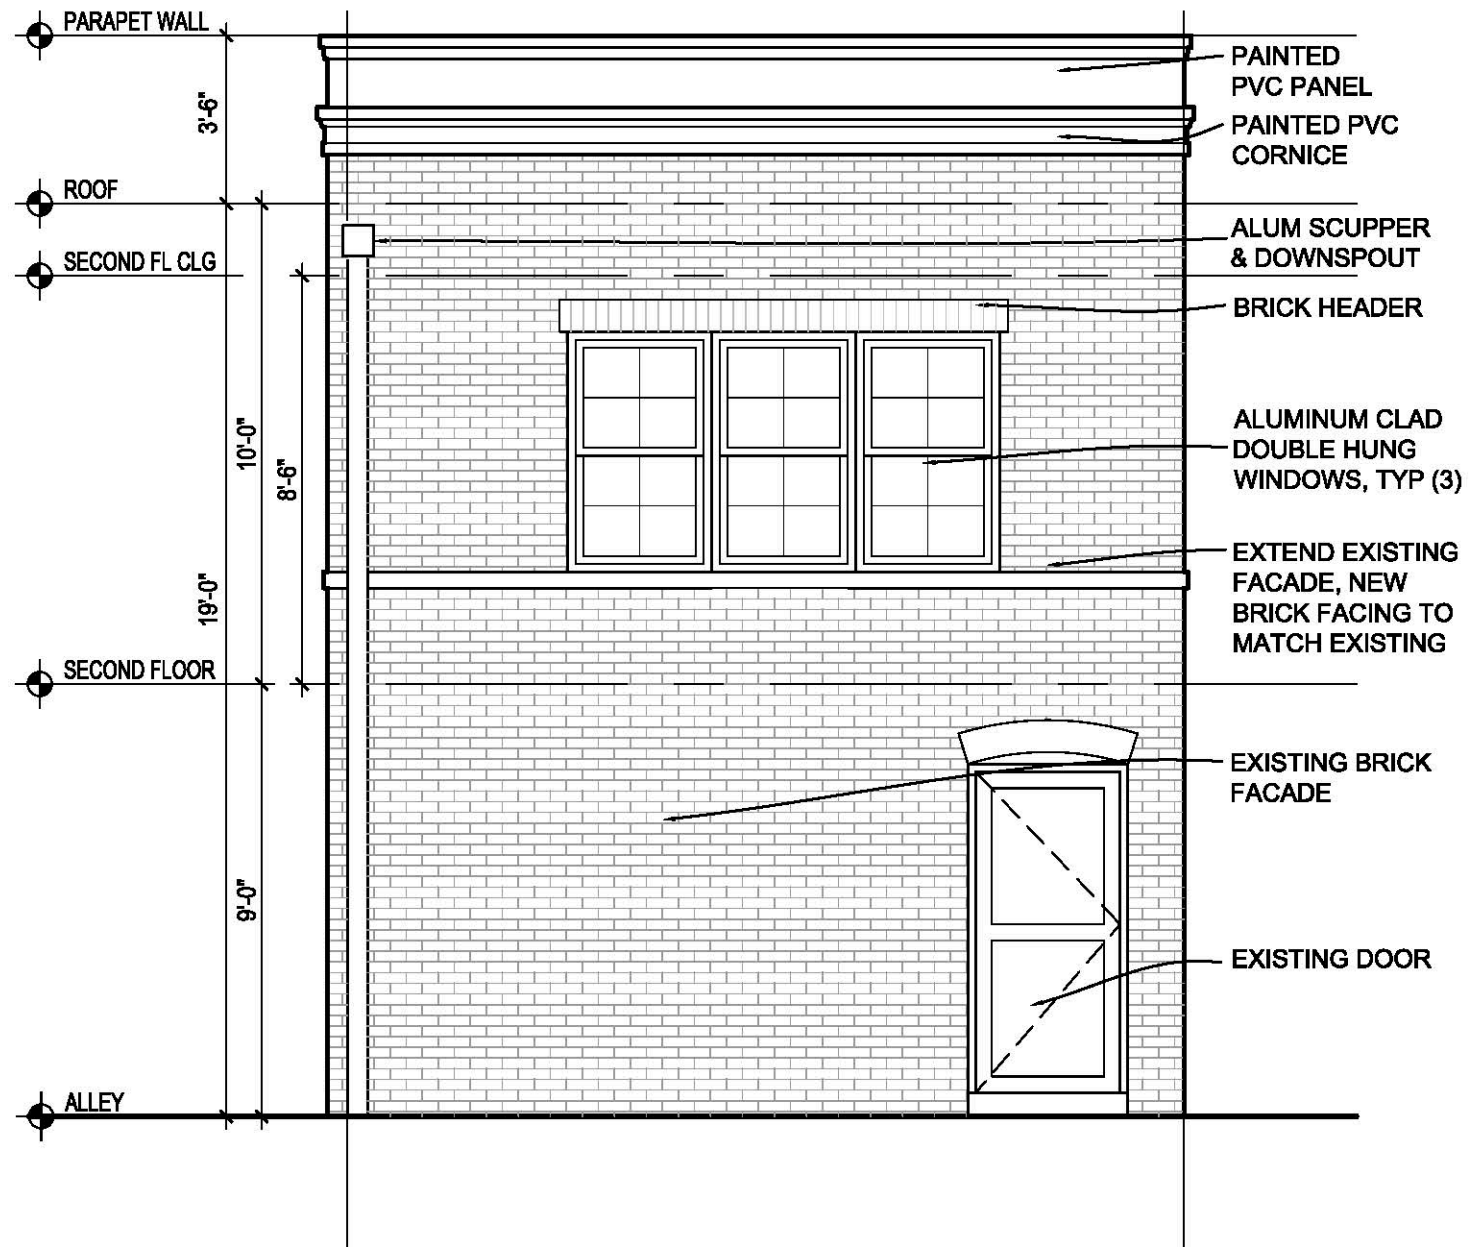 PARAPET WALL
3'-6"
ROOF
SECOND FL CLG
10'-0"
8'-6"
19'-0"
SECOND FLOOR
9'-0"
ALLEY
PAINTED
PVC PANEL
PAINTED PVC
CORNICE
ALUM SCUPPER
& DOWNSPOUT
BRICK HEADER
ALUMINUM CLAD
DOUBLE HUNG
WINDOWS, TYP (3)
EXTEND EXISTING
FACADE, NEW
BRICK FACING TO
MATCH EXISTING
EXISTING BRICK
FACADE
EXISTING DOOR